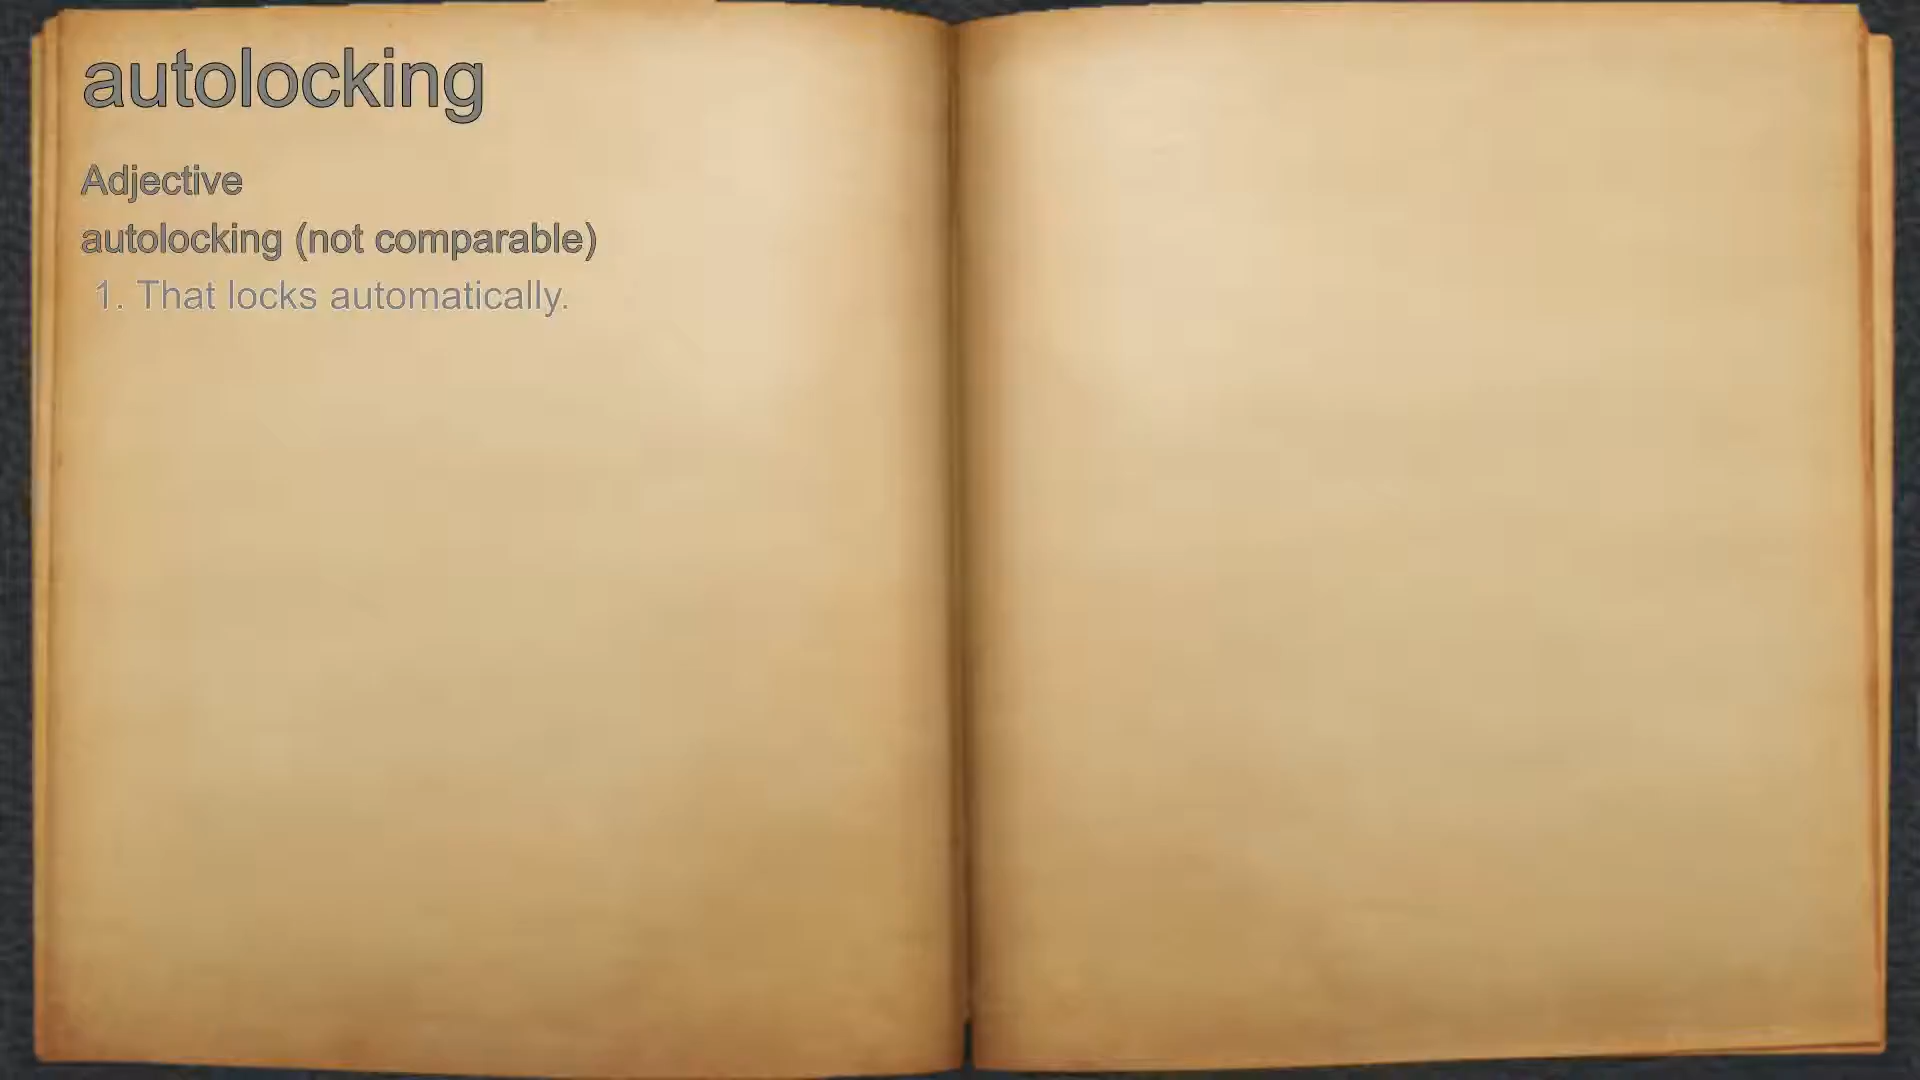 autolocking
Adjective
autolocking (not comparable)
1. That locks automatically.